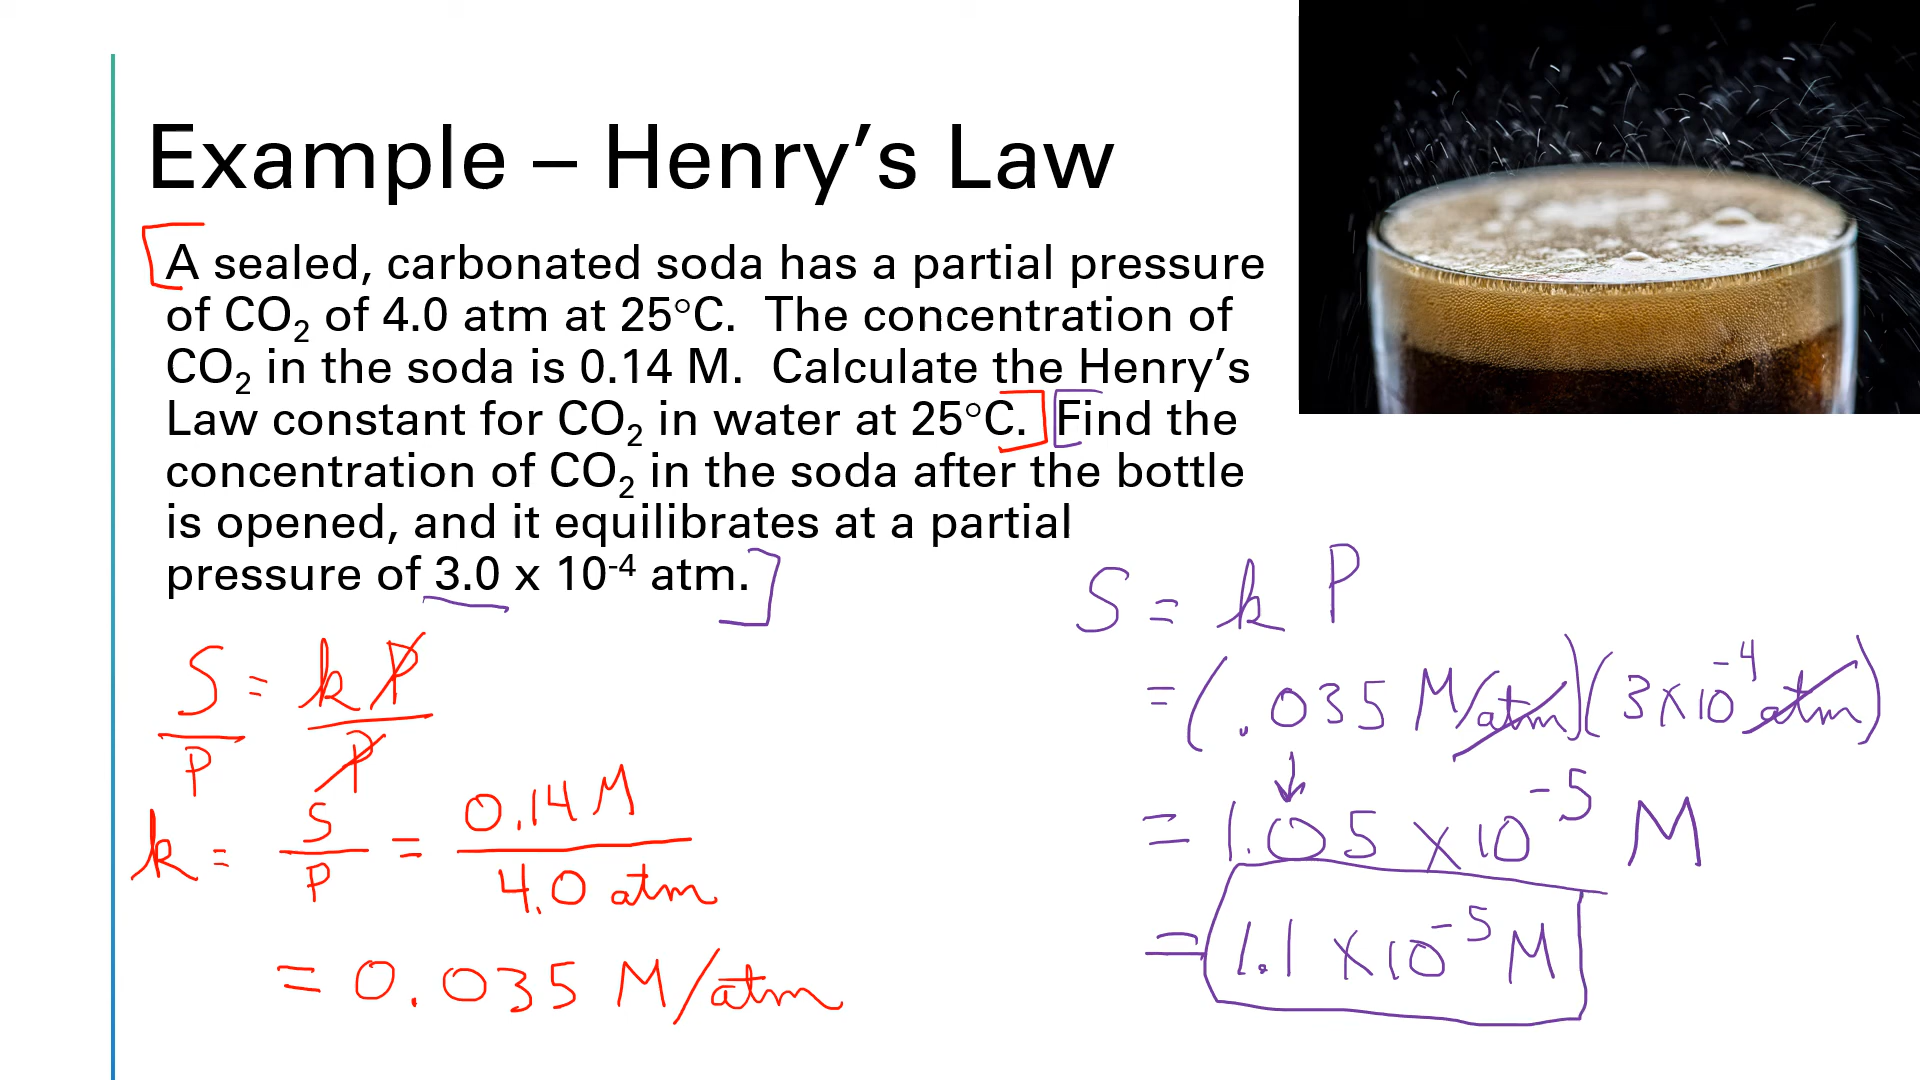 Example – Henry's Law
A sealed, carbonated soda has a partial pressure
of CO₂ of 4.0 atm at 25°C. The concentration of
CO₂ in the soda is 0.14 M. Calculate the Henry's
Law constant for CO₂ in water at 25°C. Find the
concentration of CO₂ in the soda after the bottle
is opened, and it equilibrates at a partial
pressure of 3.0 x 10⁻⁴ atm.
S/P = kP/P
k = S/P = 0.14 M / 4.0 atm
= 0.035 M/atm
S = k P
= (.035 M/atm)(3×10⁻⁴ atm)
= 1.05 × 10⁻⁵ M
= 1.1 × 10⁻⁵ M